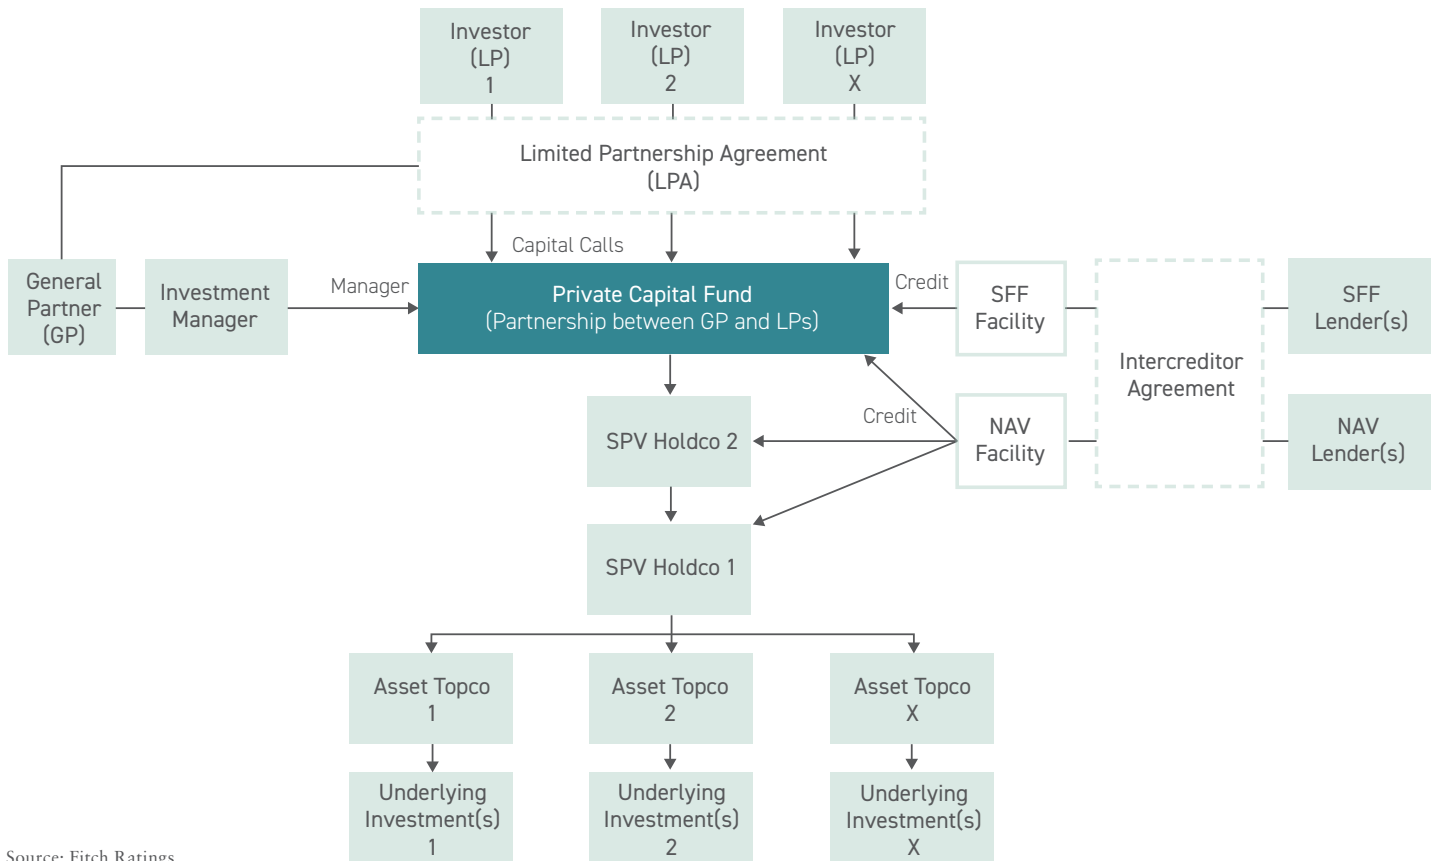 Investor
(LP)
1
Investor
(LP)
2
Investor
(LP)
X
Limited Partnership Agreement
(LPA)
Capital Calls
General
Partner
(GP)
Investment
Manager
Manager
Private Capital Fund
(Partnership between GP and LPs)
Credit
SFF
Facility
Intercreditor
Agreement
SFF
Lender(s)
SPV Holdco 2
Credit
NAV
Facility
NAV
Lender(s)
SPV Holdco 1
Asset Topco
1
Asset Topco
2
Asset Topco
X
Underlying
Investment(s)
1
Underlying
Investment(s)
2
Underlying
Investment(s)
X
Source: Fitch Ratings